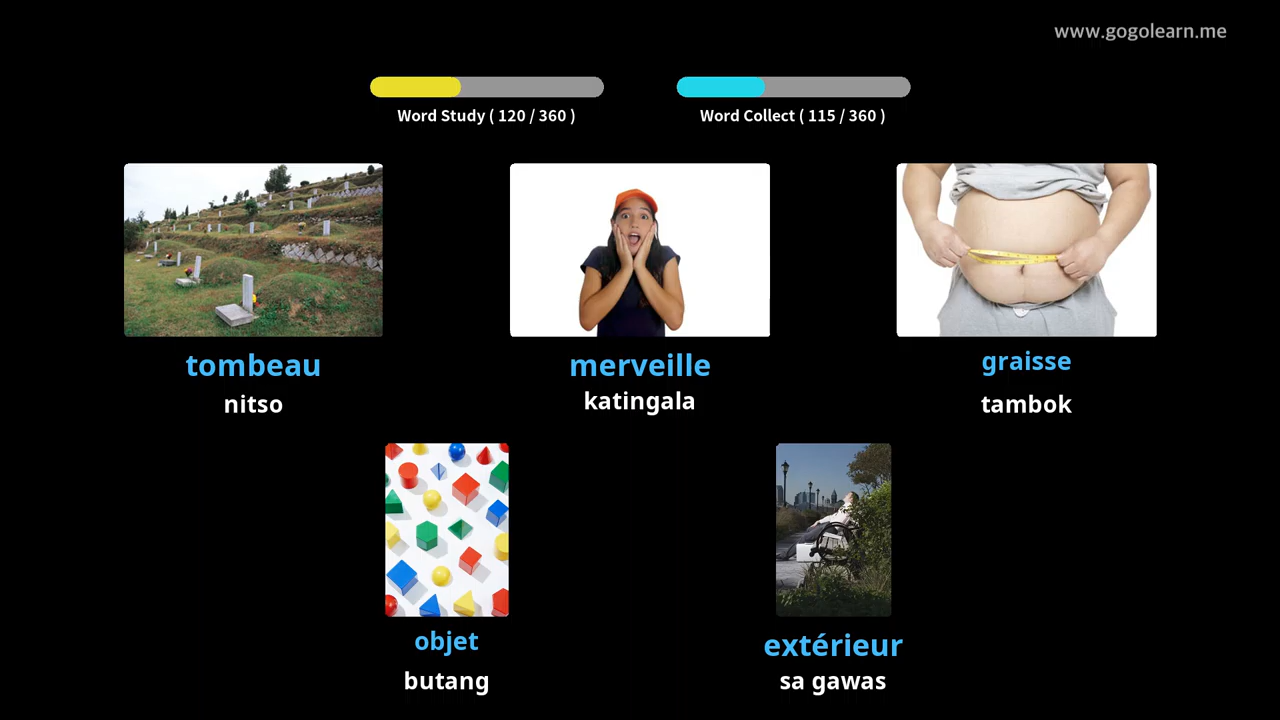 www.gogolearn.me
Word Study ( 120 / 360 )
Word Collect ( 115 / 360 )
tombeau
nitso
merveille
katingala
graisse
tambok
objet
butang
extérieur
sa gawas